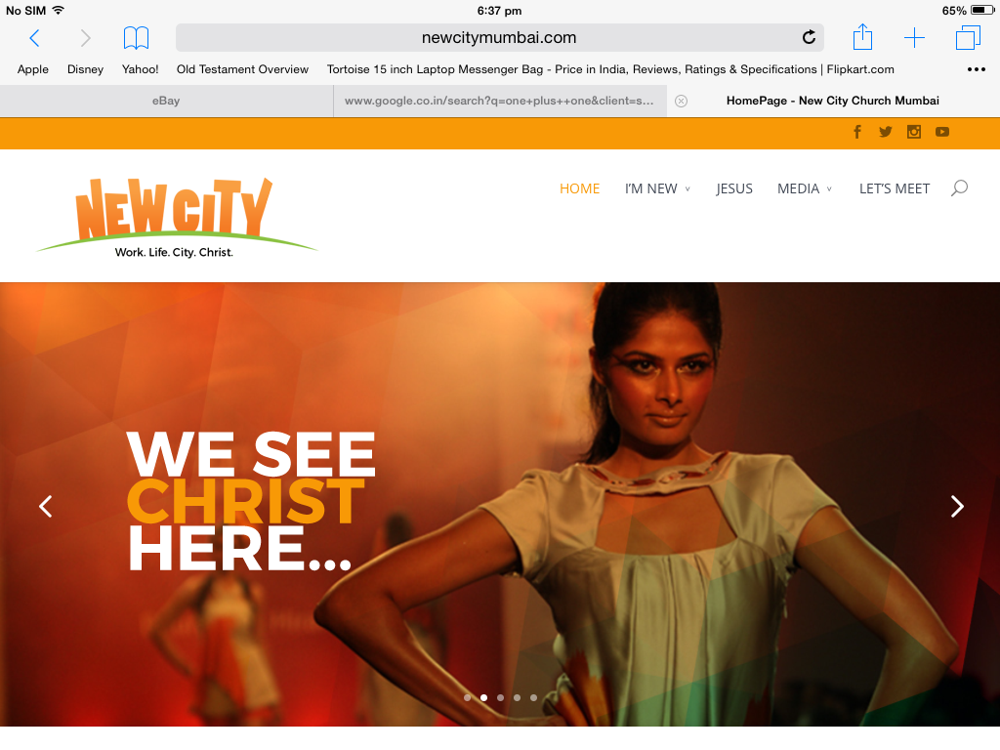 No SIM
6:37 pm
65%
newcitymumbai.com
Apple Disney Yahoo! Old Testament Overview Tortoise 15 inch Laptop Messenger Bag - Price in India, Reviews, Ratings & Specifications | Flipkart.com
eBay
www.google.co.in/search?q=one+plus++one&client=s...
HomePage - New City Church Mumbai
NEW CITY
Work. Life. City. Christ.
HOME I'M NEW JESUS MEDIA LET'S MEET
WE SEE
CHRIST
HERE...